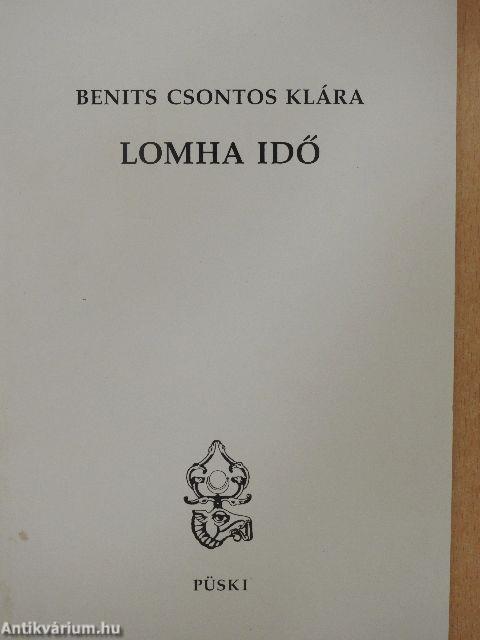 BENITS CSONTOS KLÁRA
LOMHA IDŐ
PÜSKI
Antikvárium.hu